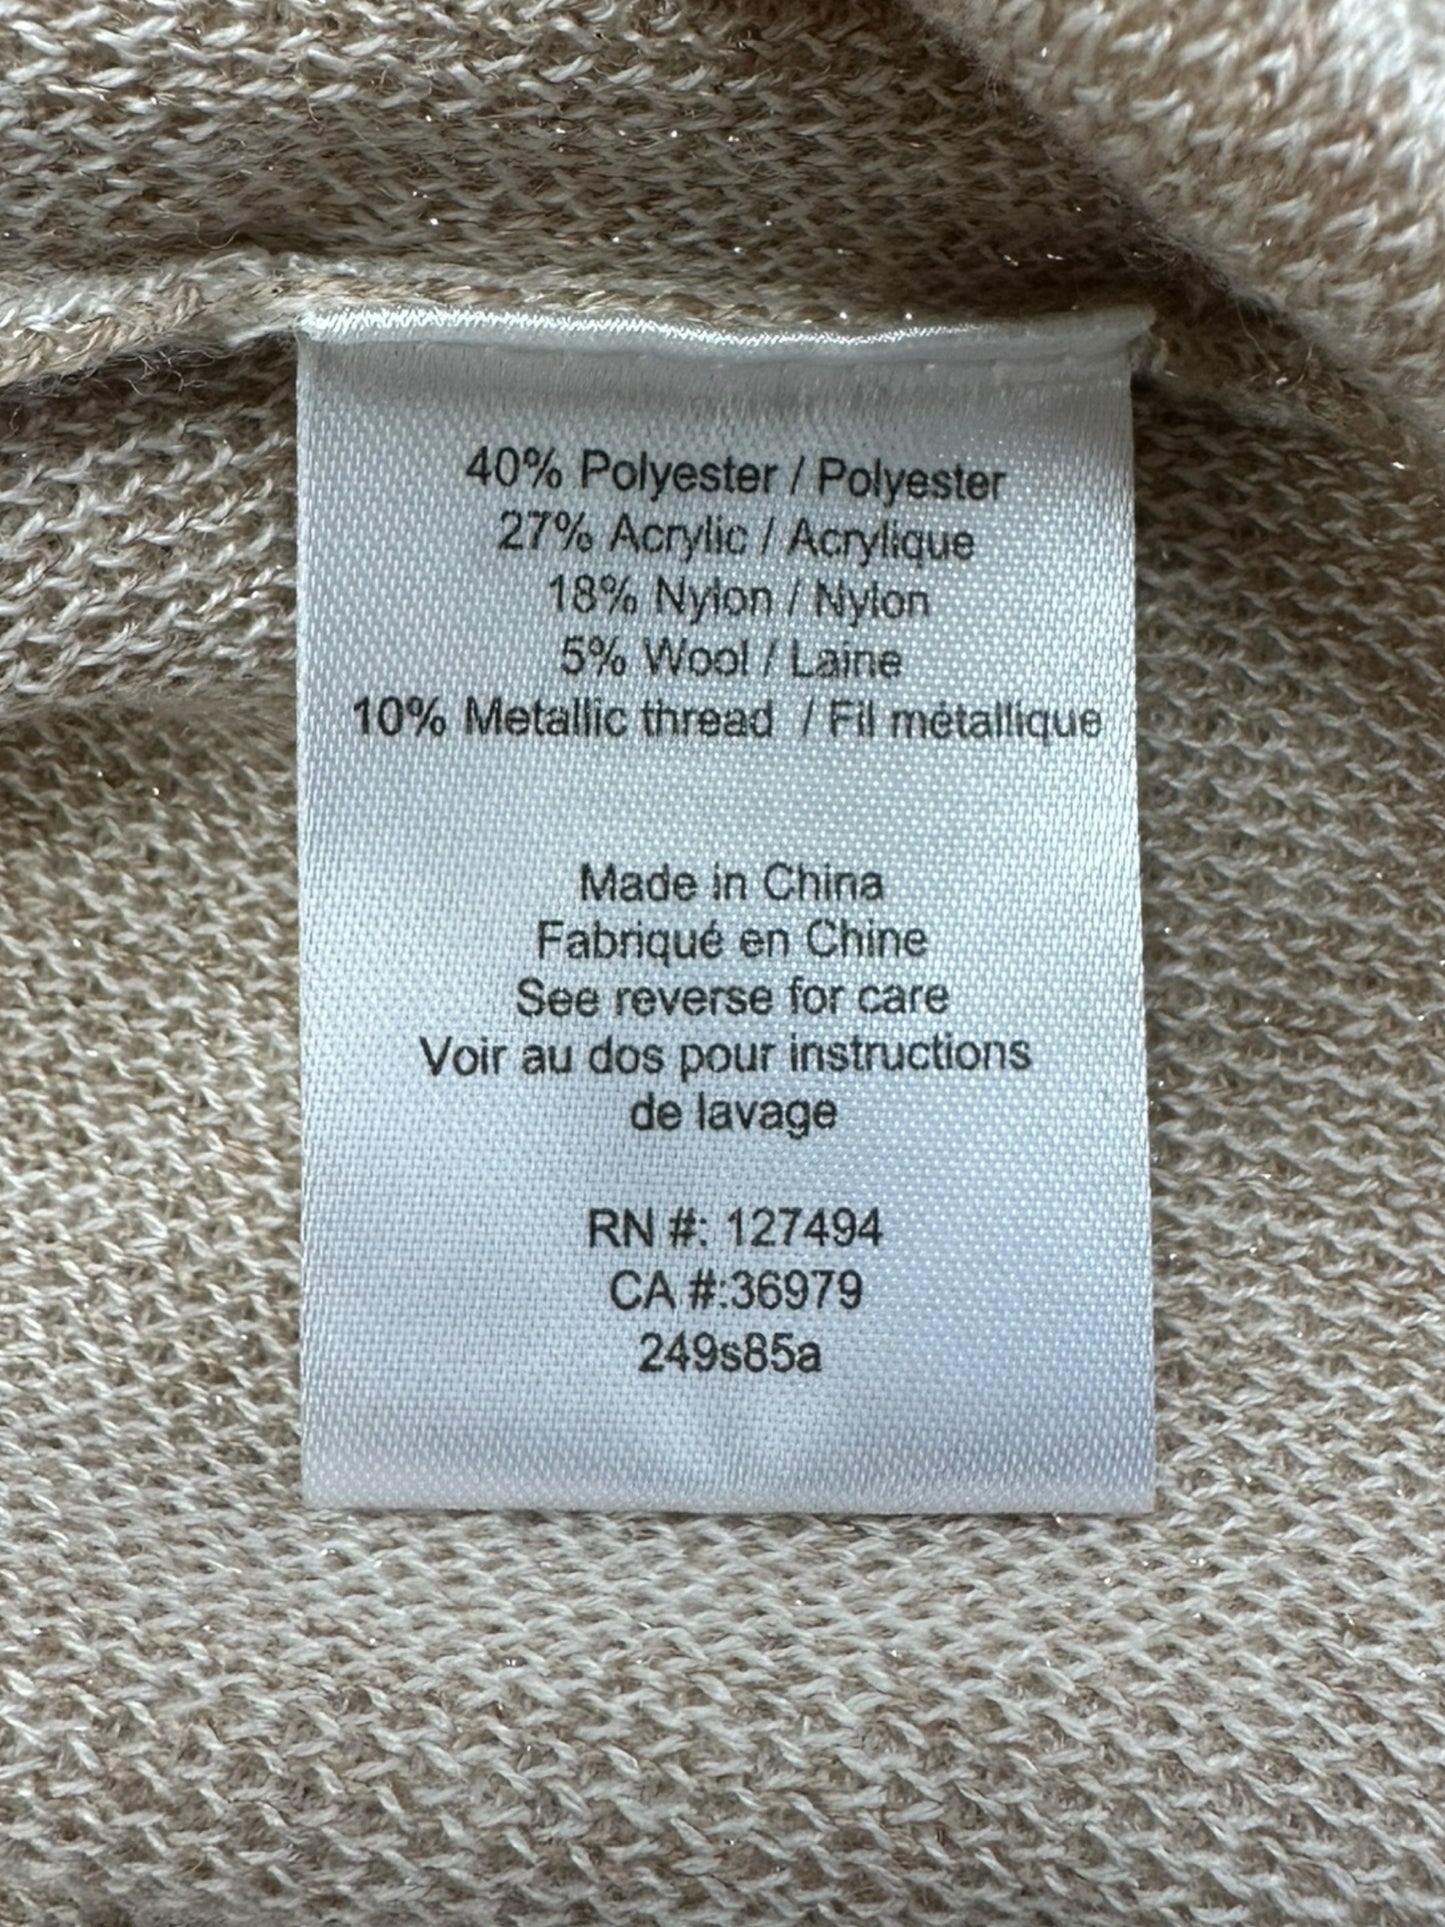 40% Polyester / Polyester
27% Acrylic / Acrylique
18% Nylon / Nylon
5% Wool / Laine
10% Metallic thread / Fil métallique
Made in China
Fabriqué en Chine
See reverse for care
Voir au dos pour instructions
de lavage
RN #: 127494
CA #:36979
249s85a